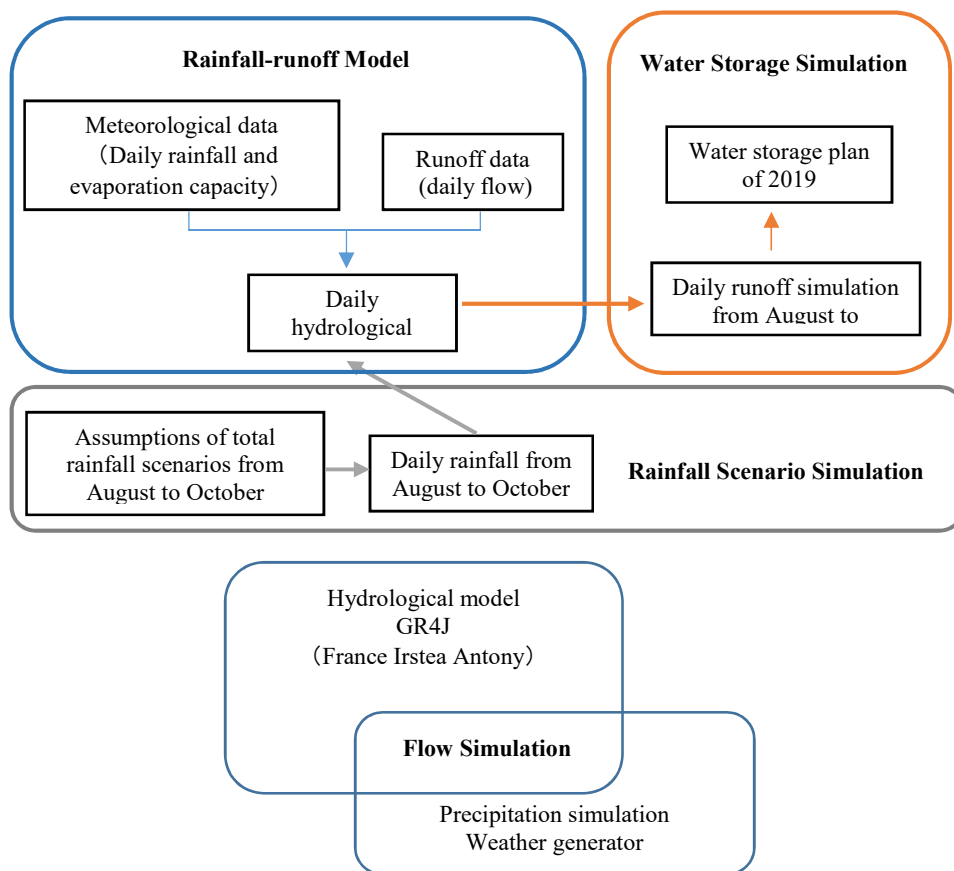 Rainfall-runoff Model
Meteorological data
（Daily rainfall and
evaporation capacity）
Runoff data
(daily flow)
Daily
hydrological
Water Storage Simulation
Water storage plan
of 2019
Daily runoff simulation
from August to
Assumptions of total
rainfall scenarios from
August to October
Daily rainfall from
August to October
Rainfall Scenario Simulation
Hydrological model
GR4J
（France Irstea Antony）
Flow Simulation
Precipitation simulation
Weather generator